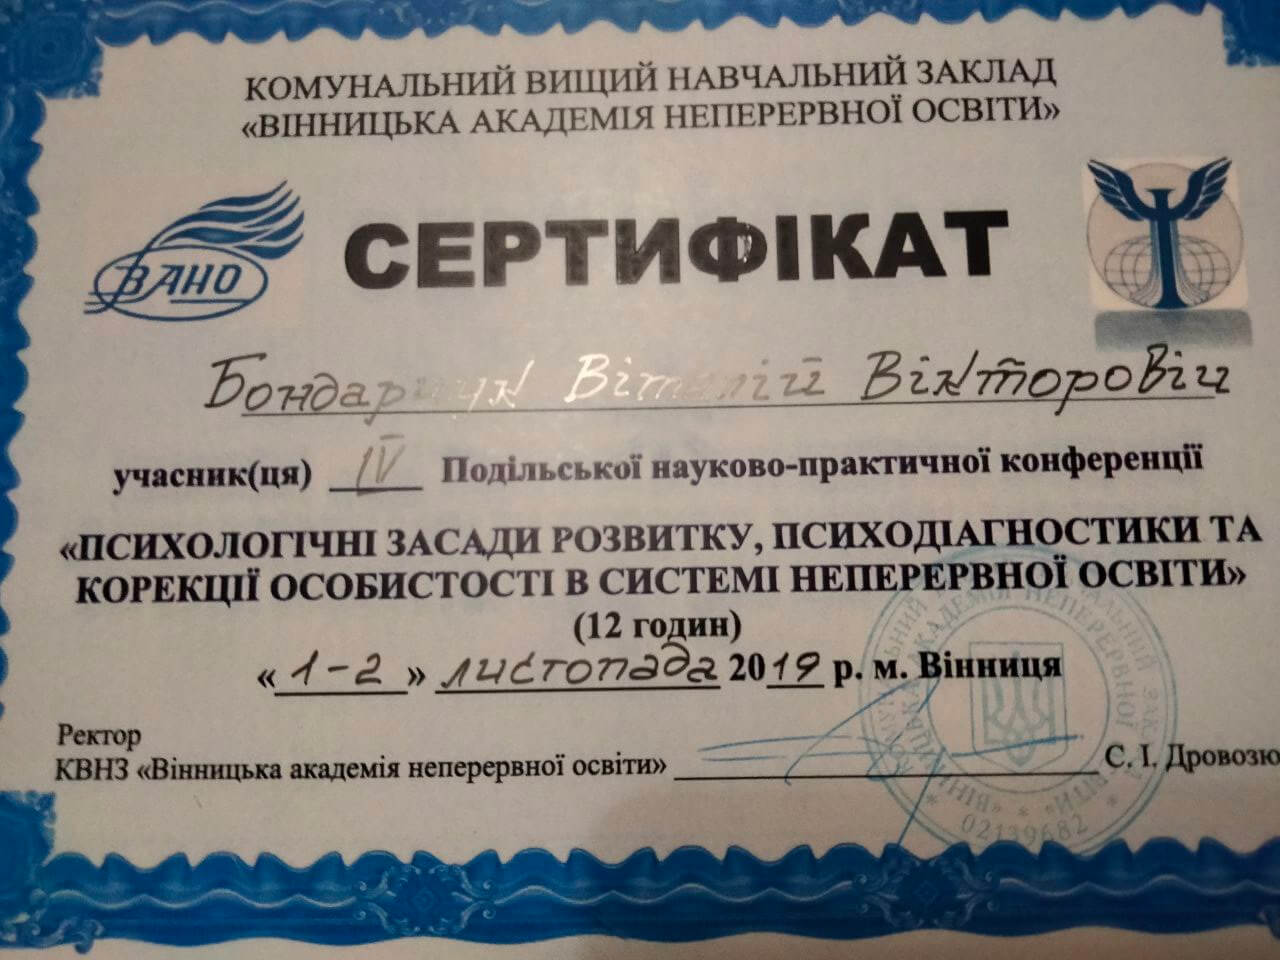 КОМУНАЛЬНИЙ ВИЩИЙ НАВЧАЛЬНИЙ ЗАКЛАД
«ВІННИЦЬКА АКАДЕМІЯ НЕПЕРЕРВНОЇ ОСВІТИ»
ВАНО
СЕРТИФІКАТ
Бондарчук Віталій Вікторович
учасник(ця) IV Подільської науково-практичної конференції
«ПСИХОЛОГІЧНІ ЗАСАДИ РОЗВИТКУ, ПСИХОДІАГНОСТИКИ ТА
КОРЕКЦІЇ ОСОБИСТОСТІ В СИСТЕМІ НЕПЕРЕРВНОЇ ОСВІТИ»
(12 годин)
«1-2» листопада 2019 р. м. Вінниця
Ректор
КВНЗ «Вінницька академія неперервної освіти» С. І. Дровозю
02139682